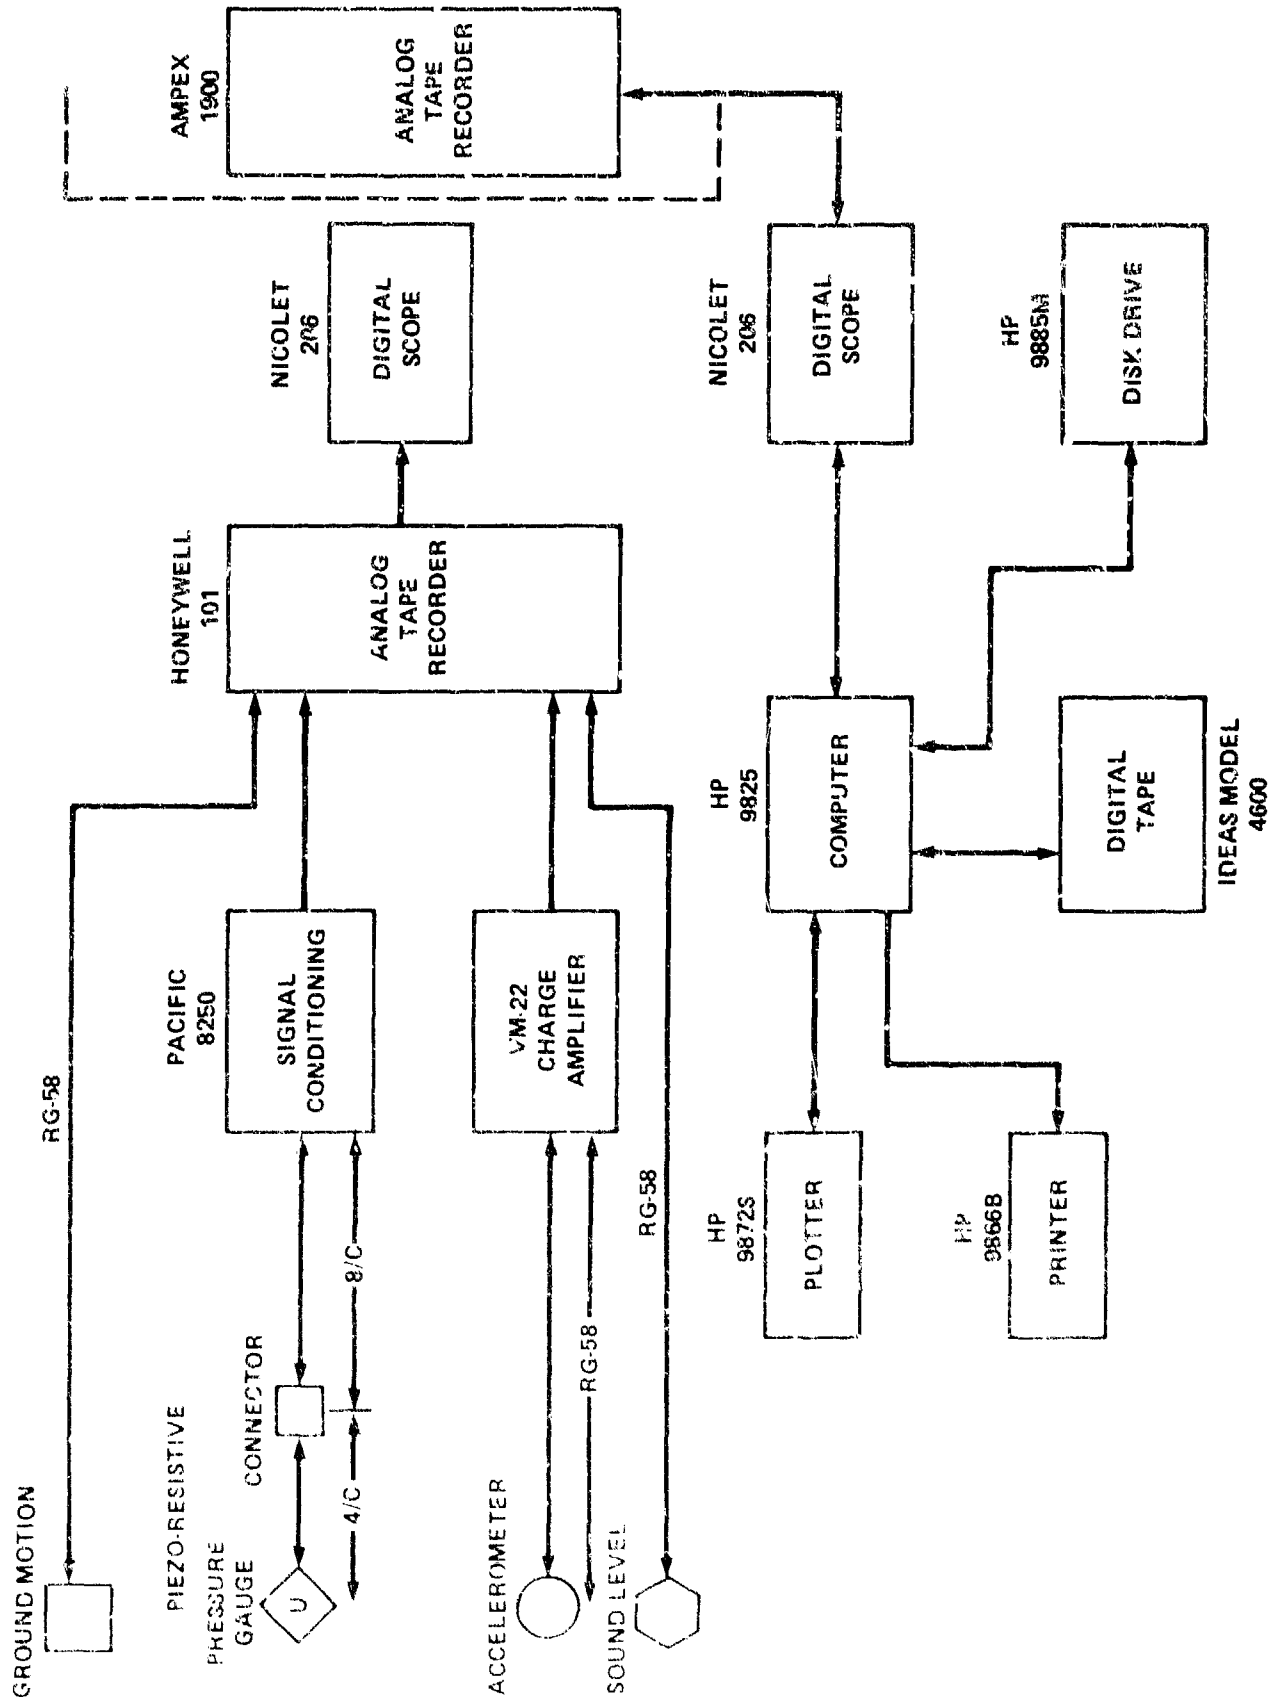 GROUND MOTION
RG-58
PIEZO-RESISTIVE
PRESSURE
GAUGE
U
CONNECTOR
4/C
8/C
PACIFIC
8250
SIGNAL
CONDITIONING
HONEYWELL
101
ANALOG
TAPE
RECORDER
NICOLET
206
DIGITAL
SCOPE
AMPEX
1900
ANALOG
TAPE
RECORDER
ACCELEROMETER
RG-58
VM-22
CHARGE
AMPLIFIER
SOUND LEVEL
RG-58
HP
9872S
PLOTTER
HP
9825
COMPUTER
NICOLET
206
DIGITAL
SCOPE
HP
9866B
PRINTER
DIGITAL
TAPE
IDEAS MODEL
4600
HP
9885M
DISK DRIVE